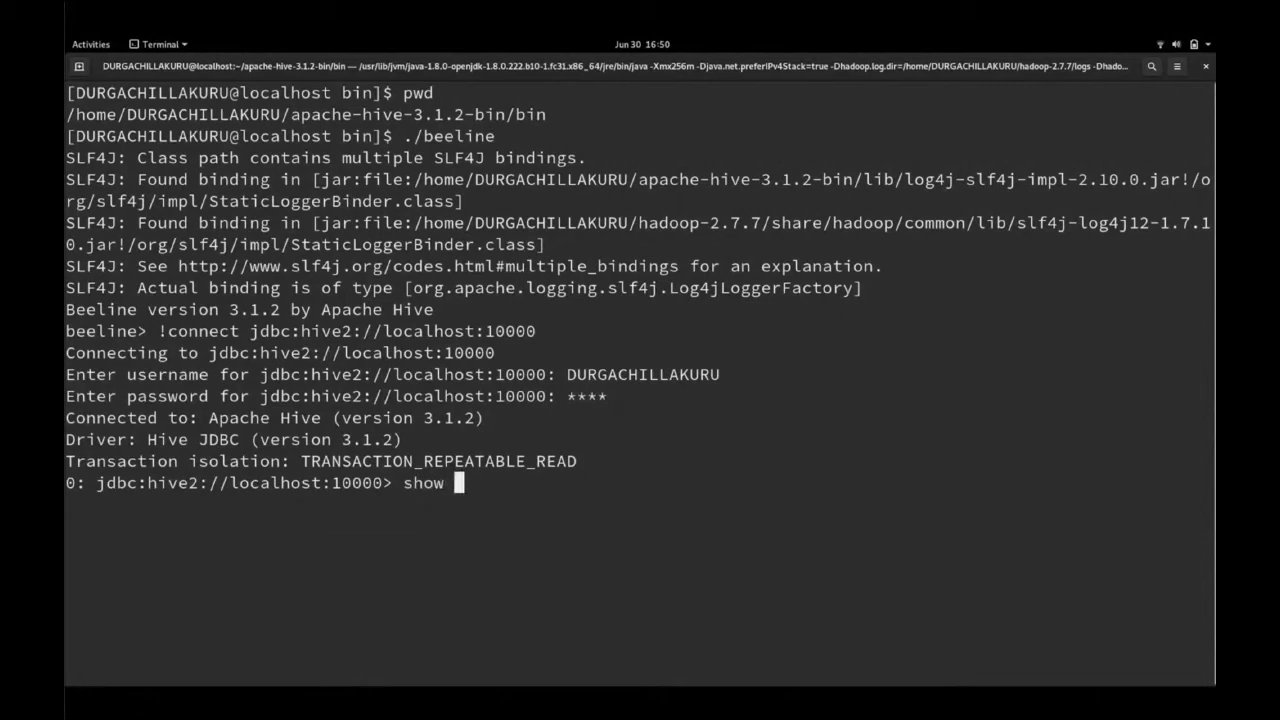 Activities Terminal Jun 30 16:50
DURGACHILLAKURU@localhost:~/apache-hive-3.1.2-bin/bin — /usr/lib/jvm/java-1.8.0-openjdk-1.8.0.222.b10-1.fc31.x86_64/jre/bin/java -Xmx256m -Djava.net.preferIPv4Stack=true -Dhadoop.log.dir=/home/DURGACHILLAKURU/hadoop-2.7.7/logs -Dhado...
[DURGACHILLAKURU@localhost bin]$ pwd
/home/DURGACHILLAKURU/apache-hive-3.1.2-bin/bin
[DURGACHILLAKURU@localhost bin]$ ./beeline
SLF4J: Class path contains multiple SLF4J bindings.
SLF4J: Found binding in [jar:file:/home/DURGACHILLAKURU/apache-hive-3.1.2-bin/lib/log4j-slf4j-impl-2.10.0.jar!/o
rg/slf4j/impl/StaticLoggerBinder.class]
SLF4J: Found binding in [jar:file:/home/DURGACHILLAKURU/hadoop-2.7.7/share/hadoop/common/lib/slf4j-log4j12-1.7.1
0.jar!/org/slf4j/impl/StaticLoggerBinder.class]
SLF4J: See http://www.slf4j.org/codes.html#multiple_bindings for an explanation.
SLF4J: Actual binding is of type [org.apache.logging.slf4j.Log4jLoggerFactory]
Beeline version 3.1.2 by Apache Hive
beeline> !connect jdbc:hive2://localhost:10000
Connecting to jdbc:hive2://localhost:10000
Enter username for jdbc:hive2://localhost:10000: DURGACHILLAKURU
Enter password for jdbc:hive2://localhost:10000: ****
Connected to: Apache Hive (version 3.1.2)
Driver: Hive JDBC (version 3.1.2)
Transaction isolation: TRANSACTION_REPEATABLE_READ
0: jdbc:hive2://localhost:10000> show